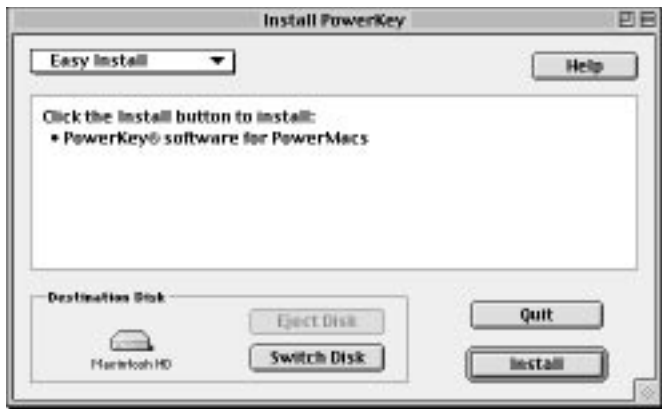 Install PowerKey
Easy Install
Help
Click the Install button to install:
• PowerKey® software for PowerMacs
Destination Disk
Eject Disk
Quit
Macintosh HD
Switch Disk
Install